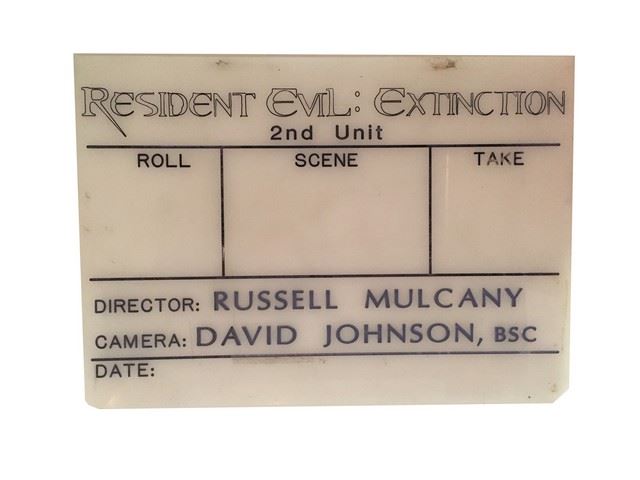 RESIDENT EVIL: EXTINCTION
2nd Unit
ROLL SCENE TAKE
DIRECTOR: RUSSELL MULCANY
CAMERA: DAVID JOHNSON, BSC
DATE: